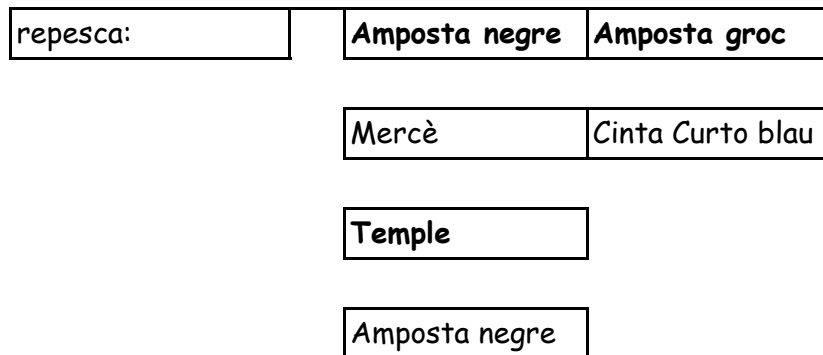 repesca: Amposta negre Amposta groc
Mercè Cinta Curto blau
Temple
Amposta negre